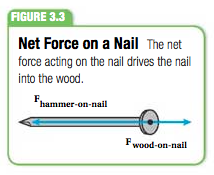 FIGURE 3.3
Net Force on a Nail The net
force acting on the nail drives the nail
into the wood.
Fhammer-on-nail
Fwood-on-nail